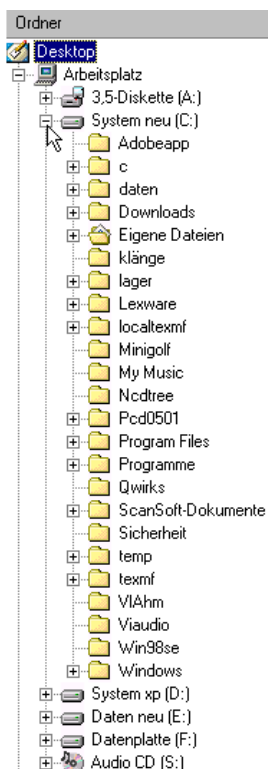 Ordner
Desktop
Arbeitsplatz
3,5-Diskette (A:)
System neu (C:)
Adobeapp
c
daten
Downloads
Eigene Dateien
klänge
lager
Lexware
localtexmf
Minigolf
My Music
Ncdtree
Pcd0501
Program Files
Programme
Qwirks
ScanSoft-Dokumente
Sicherheit
temp
texmf
VIAhm
Viaudio
Win98se
Windows
System xp (D:)
Daten neu (E:)
Datenplatte (F:)
Audio CD (S:)